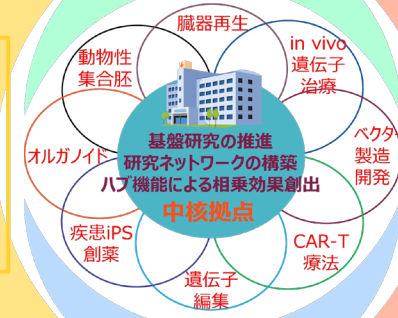 臓器再生
in vivo
遺伝子
治療
動物性
集合胚
ベクター
製造
開発
オルガノイド
基盤研究の推進
研究ネットワークの構築
ハブ機能による相乗効果創出
中核拠点
疾患iPS
創薬
CAR-T
療法
遺伝子
編集